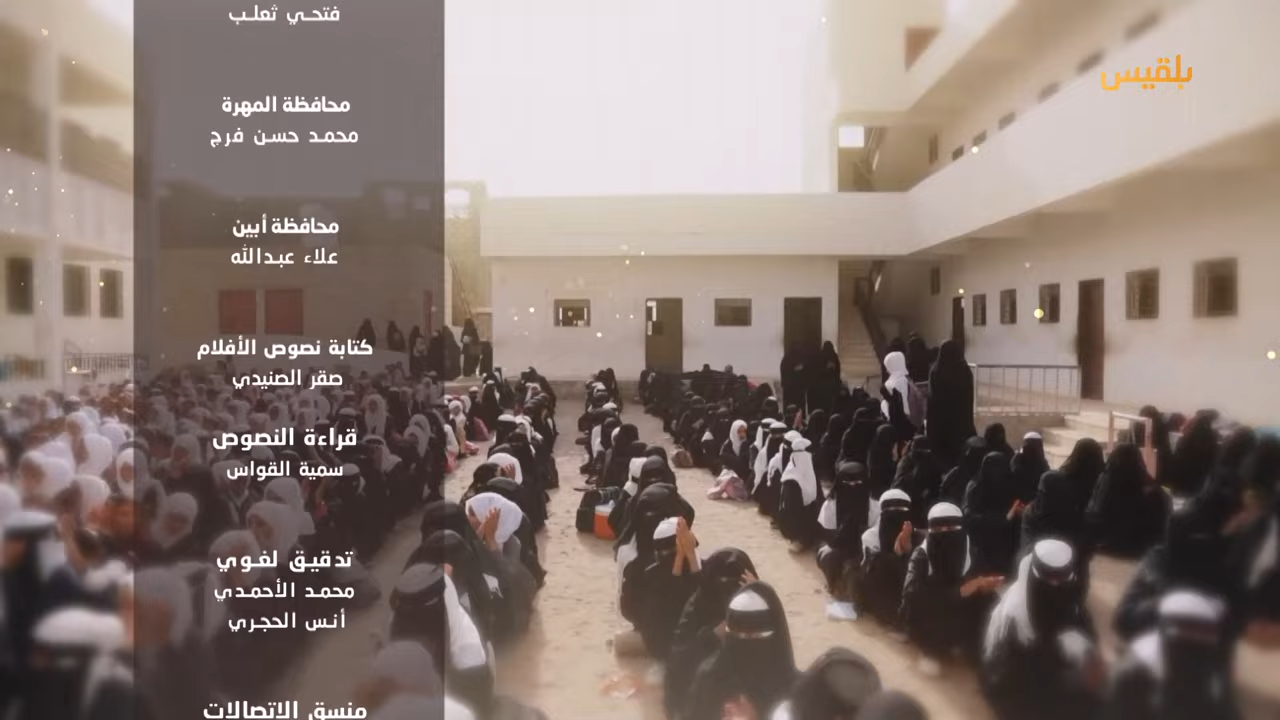 بلقيس
فتحي ثعلب
محافظة المهرة
محمد حسن فرج
محافظة أبين
علاء عبدالله
كتابة نصوص الأفلام
صقر الصنيدي
قراءة النصوص
سمية القواس
تدقيق لغوي
محمد الأحمدي
أنس الحجري
منسق الاتصالات